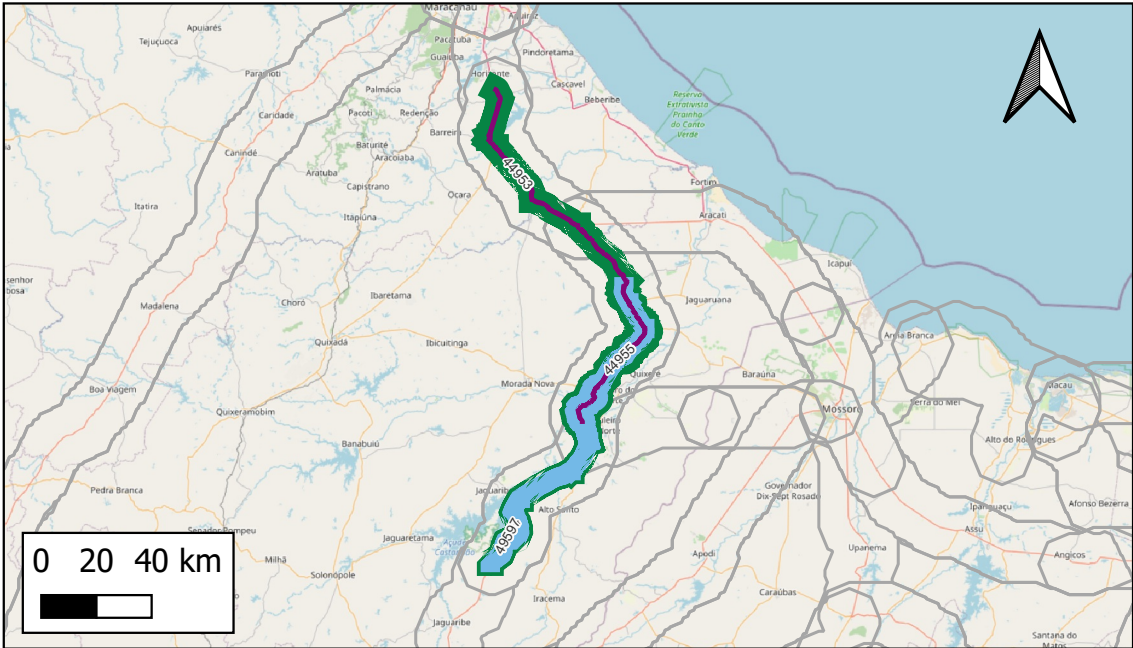 Maracanaú
Aquiraz
Apuiarés
Tejuçuoca
Pacatuba
Guaiúba
Pindoretama
Paramoti
Horizonte
Palmácia
Cascavel
Beberibe
Reserva
Extrativista
Prainha
do Canto
Verde
Caridade
Pacoti
Redenção
Barreira
Canindé
Baturité
Aracoiaba
Aratuba
Capistrano
Ocara
44953
Fortim
Itatira
Itapiúna
Aracati
Icapuí
Madalena
Choró
Ibaretama
Jaguaruana
Quixadá
Ibicuitinga
Areia Branca
44955
Boa Viagem
Morada Nova
Quixeré
Baraúna
Macau
Quixeramobim
Mossoró
Serra do Mel
Banabuiú
Alto do Rodrigues
Pedra Branca
Governador
Dix-Sept Rosado
Afonso Bezerra
Alto Santo
Ipanguaçu
Assu
Senador Pompeu
49597
Jaguaretama
Açude
Castanhão
Milhã
Solonópole
Apodi
Upanema
Angicos
Iracema
Caraúbas
Jaguaribe
Santana do
Matos
0 20 40 km